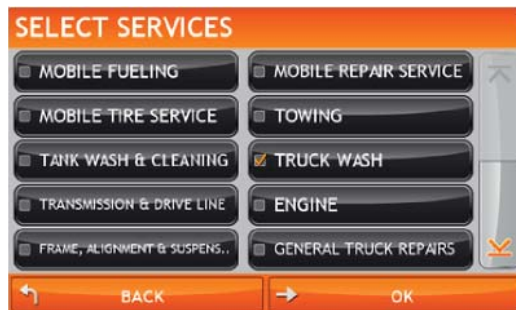 SELECT SERVICES
MOBILE FUELING
MOBILE REPAIR SERVICE
MOBILE TIRE SERVICE
TOWING
TANK WASH & CLEANING
TRUCK WASH
TRANSMISSION & DRIVE LINE
ENGINE
FRAME, ALIGNMENT & SUSPENS..
GENERAL TRUCK REPAIRS
BACK
OK